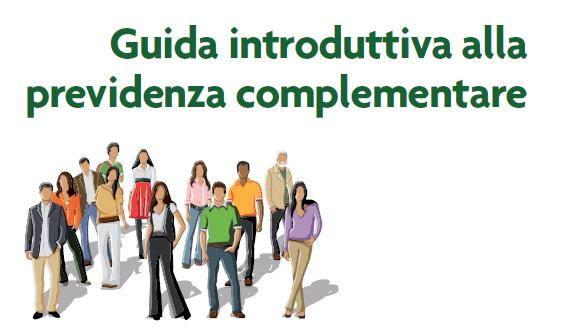 Guida introduttiva alla
previdenza complementare